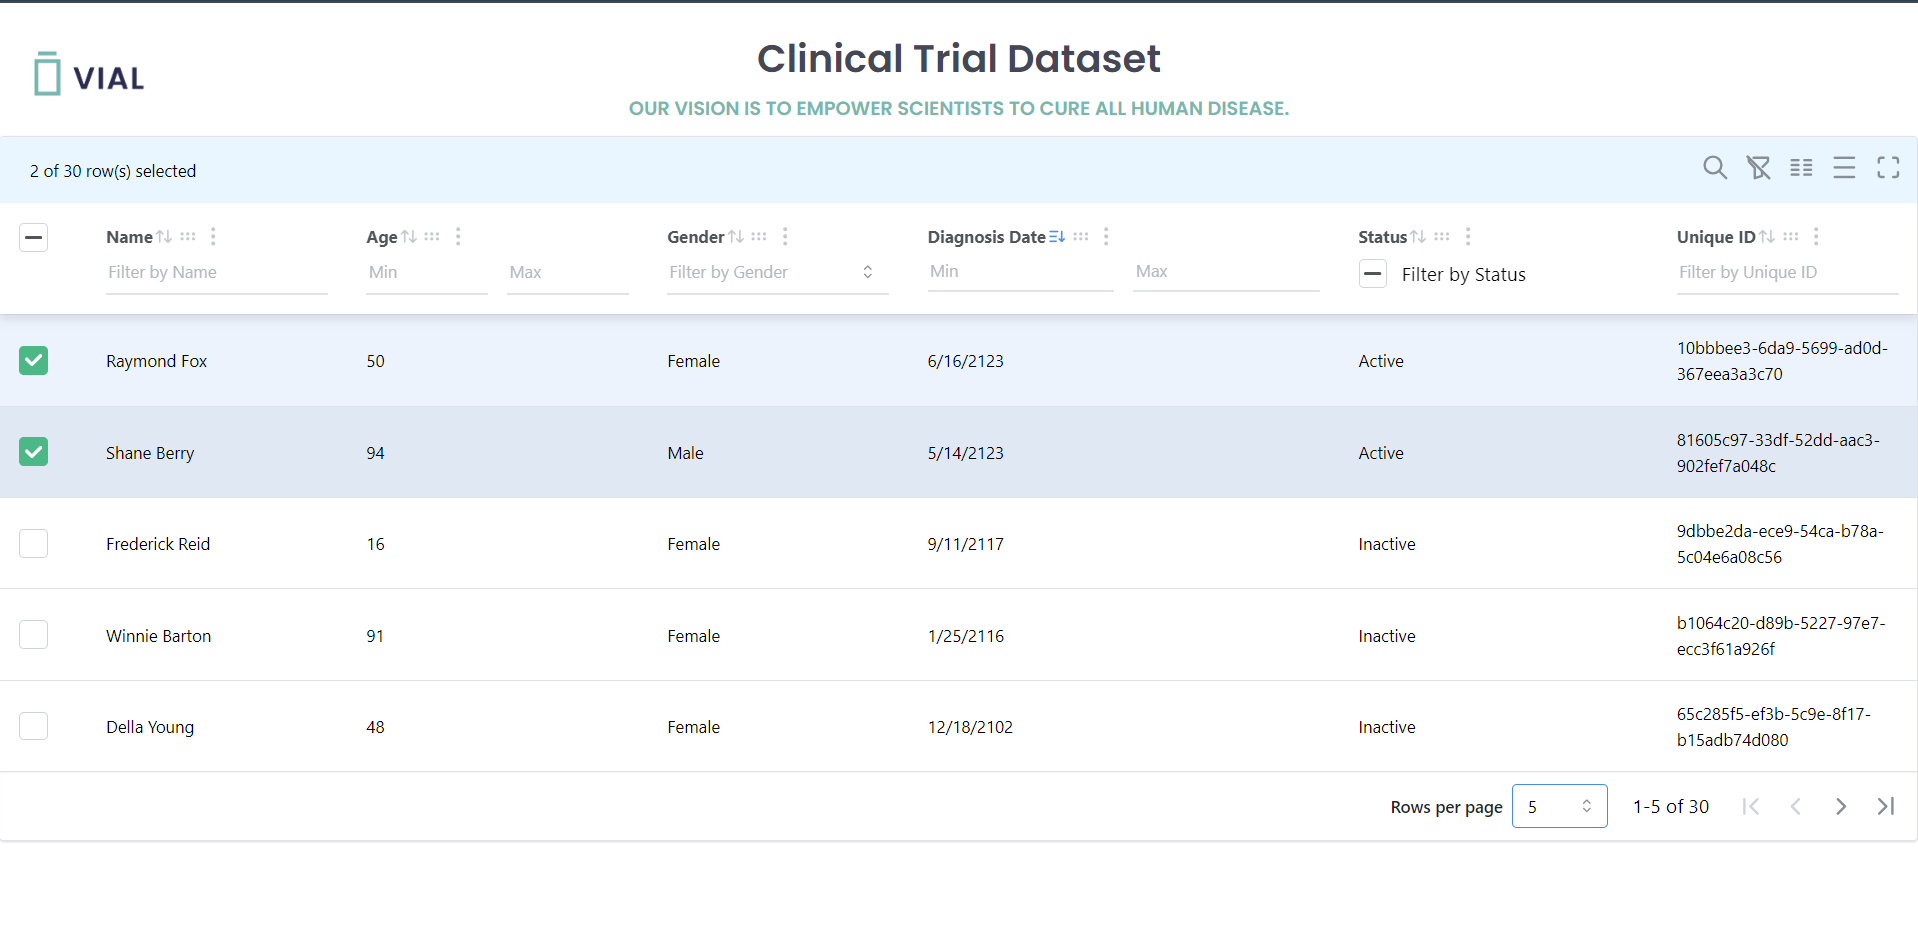 VIAL
Clinical Trial Dataset
OUR VISION IS TO EMPOWER SCIENTISTS TO CURE ALL HUMAN DISEASE.
2 of 30 row(s) selected
Name Age Gender Diagnosis Date Status Unique ID
Filter by Name Min Max Filter by Gender Min Max Filter by Status Filter by Unique ID
Raymond Fox 50 Female 6/16/2123 Active 10bbbee3-6da9-5699-ad0d-
367eea3a3c70
Shane Berry 94 Male 5/14/2123 Active 81605c97-33df-52dd-aac3-
902fef7a048c
Frederick Reid 16 Female 9/11/2117 Inactive 9dbbe2da-ece9-54ca-b78a-
5c04e6a08c56
Winnie Barton 91 Female 1/25/2116 Inactive b1064c20-d89b-5227-97e7-
ecc3f61a926f
Della Young 48 Female 12/18/2102 Inactive 65c285f5-ef3b-5c9e-8f17-
b15adb74d080
Rows per page 5 1-5 of 30